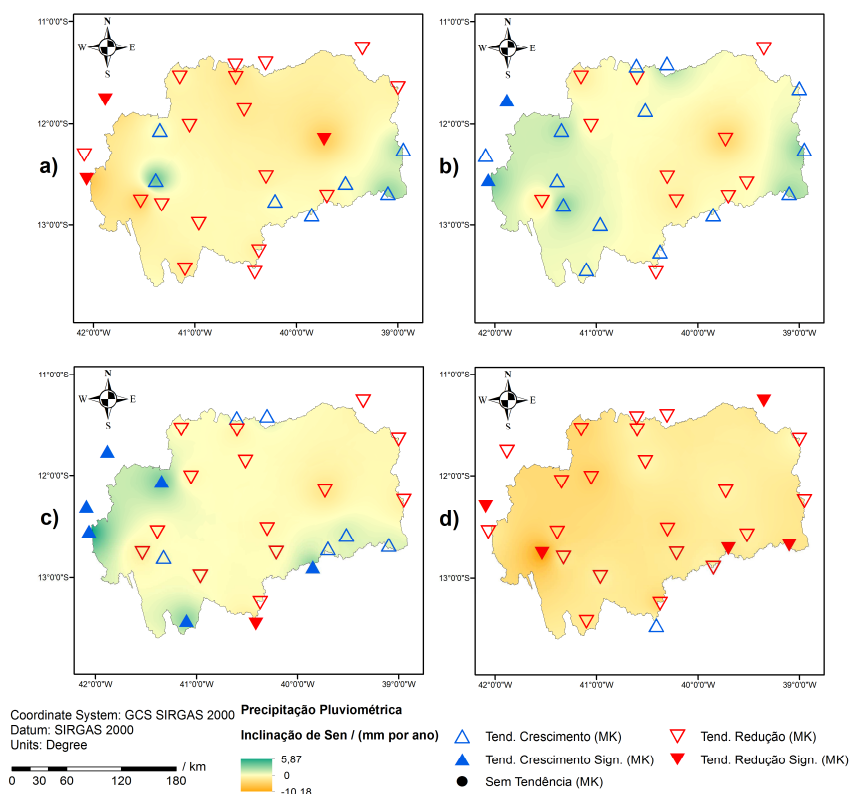 11°0'0"S
12°0'0"S
13°0'0"S
N
W E
S
a)
42°0'0"W 41°0'0"W 40°0'0"W 39°0'0"W
11°0'0"S
12°0'0"S
13°0'0"S
N
W E
S
b)
42°0'0"W 41°0'0"W 40°0'0"W 39°0'0"W
11°0'0"S
12°0'0"S
13°0'0"S
N
W E
S
c)
42°0'0"W 41°0'0"W 40°0'0"W 39°0'0"W
11°0'0"S
12°0'0"S
13°0'0"S
N
W E
S
d)
42°0'0"W 41°0'0"W 40°0'0"W 39°0'0"W
Coordinate System: GCS SIRGAS 2000
Datum: SIRGAS 2000
Units: Degree
/ km
0 30 60 120 180
Precipitação Pluviométrica
Inclinação de Sen / (mm por ano)
5,87
0
-10,18
Tend. Crescimento (MK)
Tend. Crescimento Sign. (MK)
Sem Tendência (MK)
Tend. Redução (MK)
Tend. Redução Sign. (MK)